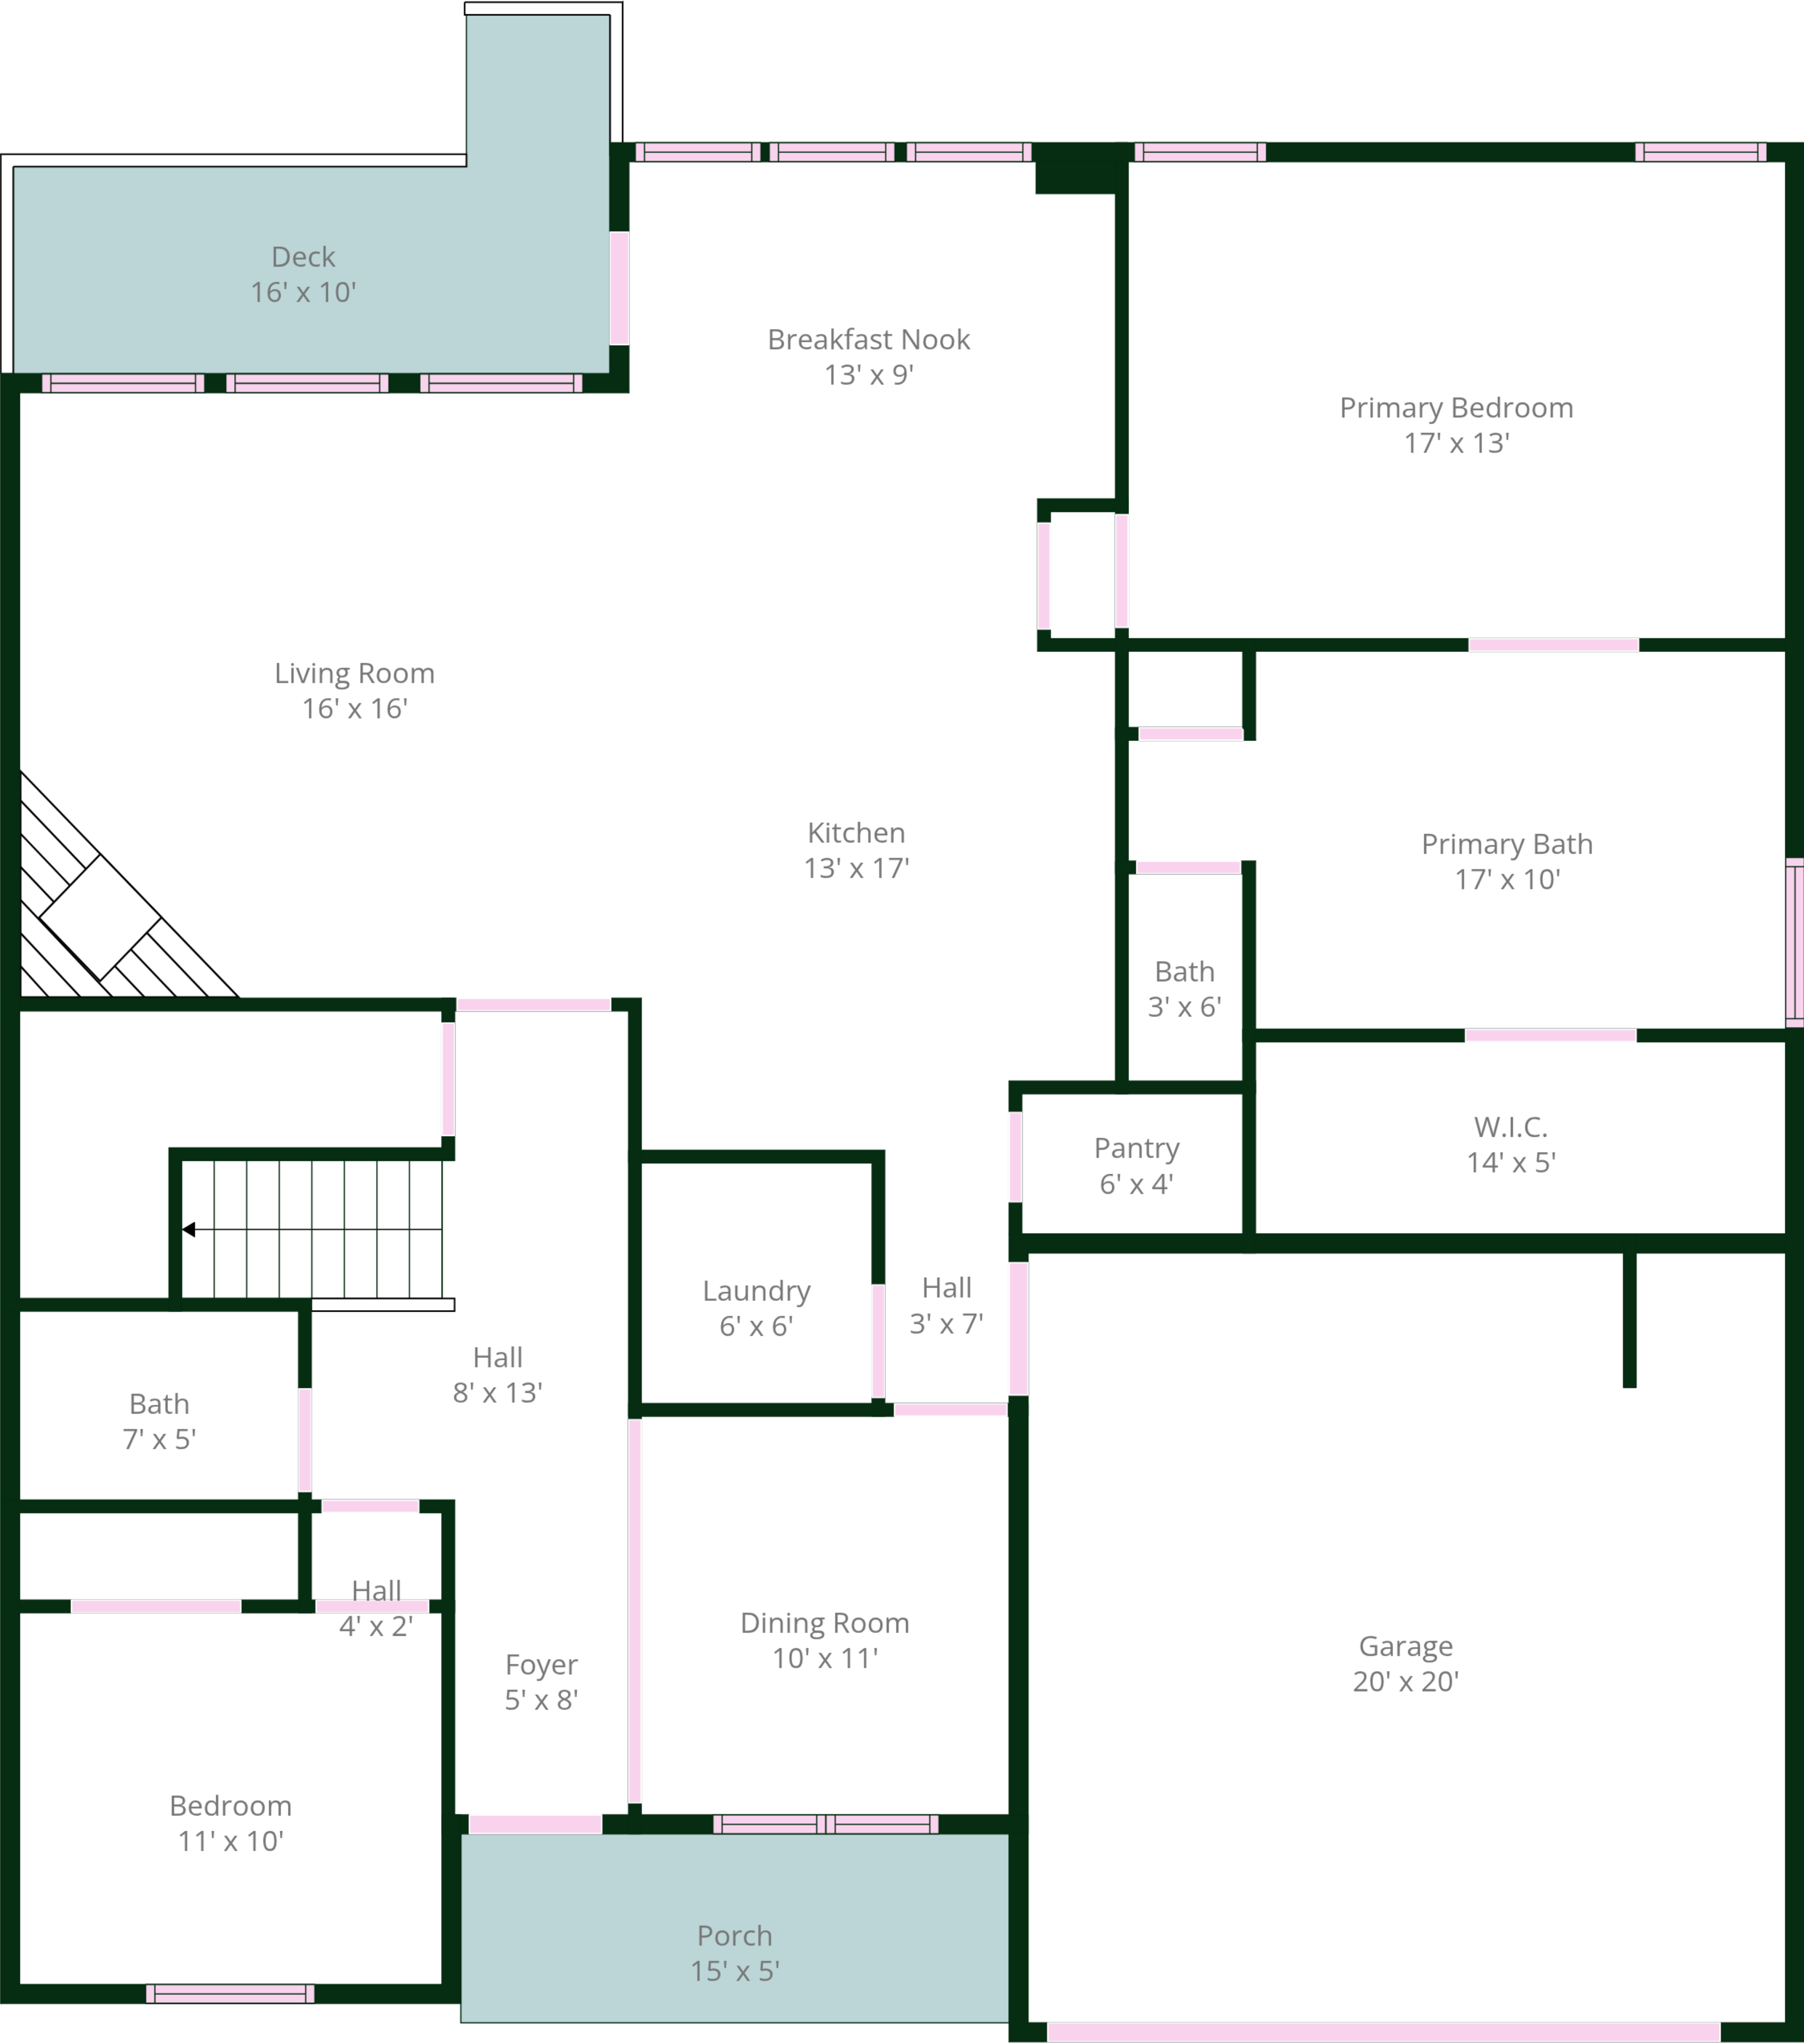 Deck
16' x 10'
Breakfast Nook
13' x 9'
Primary Bedroom
17' x 13'
Living Room
16' x 16'
Kitchen
13' x 17'
Primary Bath
17' x 10'
Bath
3' x 6'
W.I.C.
14' x 5'
Pantry
6' x 4'
Laundry
6' x 6'
Hall
3' x 7'
Hall
8' x 13'
Bath
7' x 5'
Hall
4' x 2'
Dining Room
10' x 11'
Foyer
5' x 8'
Garage
20' x 20'
Bedroom
11' x 10'
Porch
15' x 5'